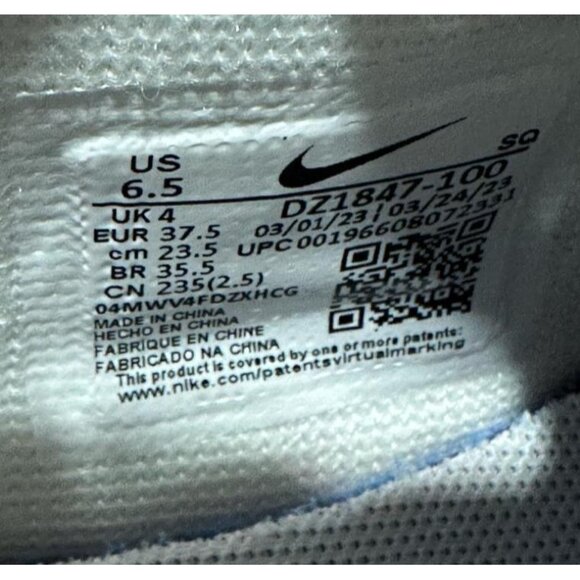 US
6.5
UK 4
EUR 37.5
cm 23.5
BR 35.5
CN 235(2.5)
04MWV4FDZXHCG
MADE IN CHINA
HECHO EN CHINA
FABRIQUE EN CHINE
FABRICADO NA CHINA
SQ
DZ1847-100
03/01/23 | 03/24/23
UPC 00196608072331
This product is covered by one or more patents:
www.nike.com/patentsvirtualmarking